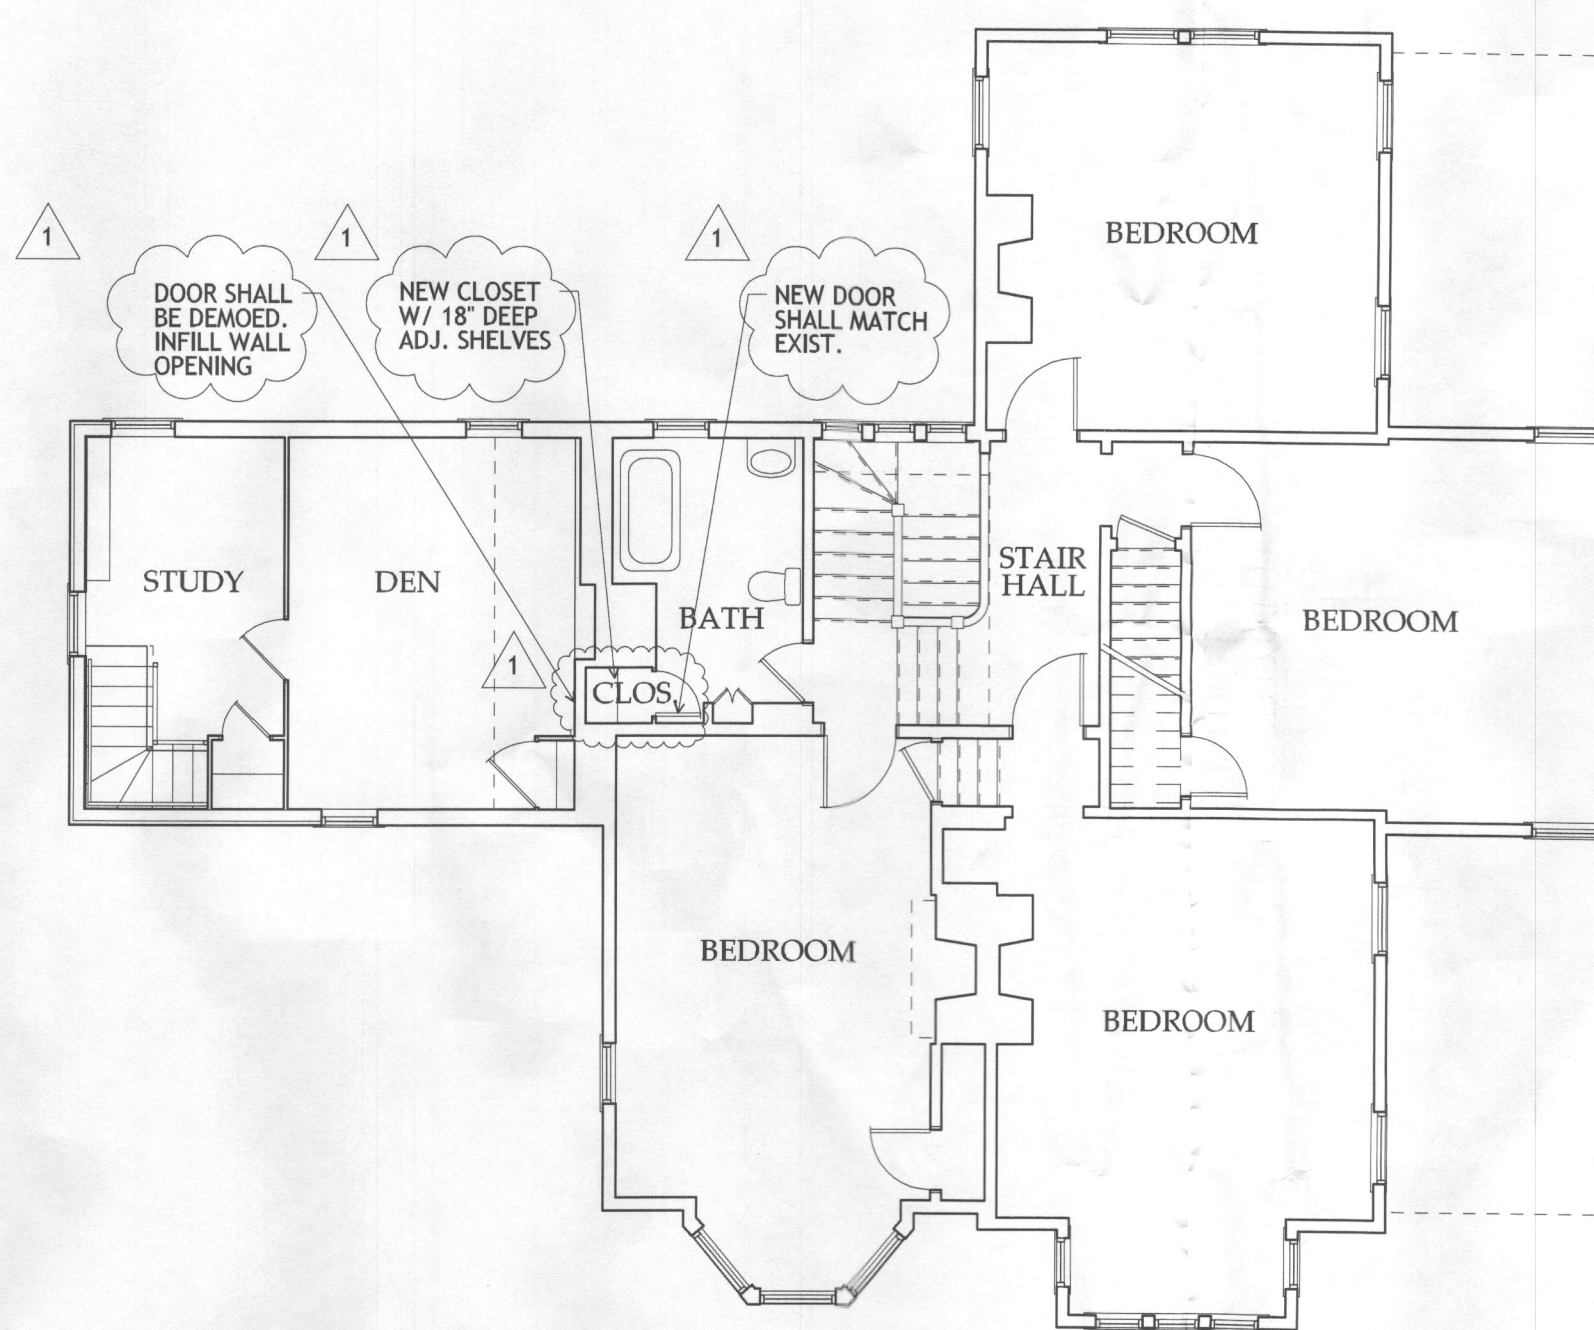 1
1
1
DOOR SHALL
BE DEMOED.
INFILL WALL
OPENING
NEW CLOSET
W/ 18" DEEP
ADJ. SHELVES
NEW DOOR
SHALL MATCH
EXIST.
BEDROOM
STUDY
DEN
BATH
STAIR
HALL
BEDROOM
1
CLOS.
BEDROOM
BEDROOM